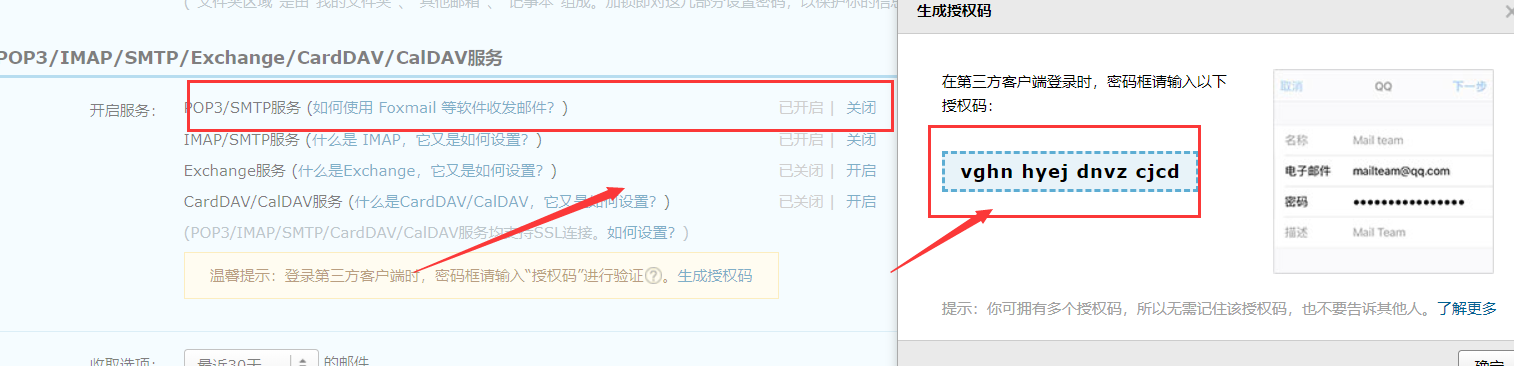 ("文件夹区域"是由"我的文件夹"、"其他邮箱"、"记事本"组成。加锁即对这几部分设置密码，以保护你的信息
POP3/IMAP/SMTP/Exchange/CardDAV/CalDAV服务
开启服务： POP3/SMTP服务 (如何使用 Foxmail 等软件收发邮件？) 已开启 | 关闭
IMAP/SMTP服务 (什么是 IMAP，它又是如何设置？) 已开启 | 关闭
Exchange服务 (什么是Exchange，它又是如何设置？) 已关闭 | 开启
CardDAV/CalDAV服务 (什么是CardDAV/CalDAV，它又是如何设置？) 已关闭 | 开启
(POP3/IMAP/SMTP/CardDAV/CalDAV服务均支持SSL连接。如何设置？)
温馨提示：登录第三方客户端时，密码框请输入“授权码”进行验证?。生成授权码
收取选项： 最近30天 的邮件
生成授权码
在第三方客户端登录时，密码框请输入以下
授权码：
vghn hyej dnvz cjcd
取消 QQ 下一步
名称 Mail team
电子邮件 mailteam@qq.com
密码 ••••••••••••••••
描述 Mail Team
提示：你可拥有多个授权码，所以无需记住该授权码，也不要告诉其他人。了解更多
确定